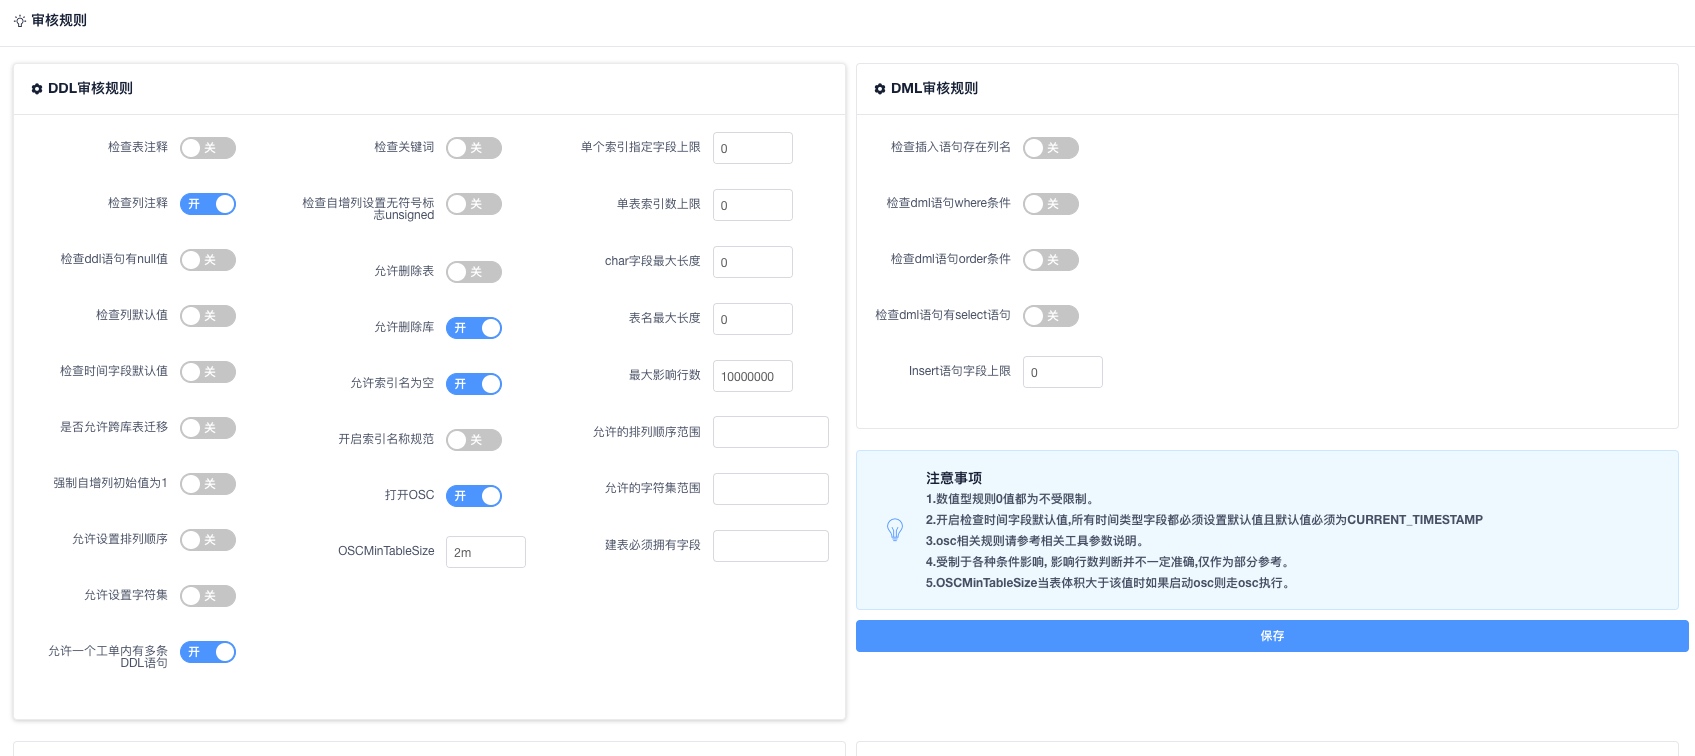 审核规则
DDL审核规则
检查表注释 关
检查列注释 开
检查ddl语句有null值 关
检查列默认值 关
检查时间字段默认值 关
是否允许跨库表迁移 关
强制自增列初始值为1 关
允许设置排列顺序 关
允许设置字符集 关
允许一个工单内有多条
DDL语句 开
检查关键词 关
检查自增列设置无符号标
志unsigned 关
允许删除表 关
允许删除库 开
允许索引名为空 开
开启索引名称规范 关
打开OSC 开
OSCMinTableSize 2m
单个索引指定字段上限 0
单表索引数上限 0
char字段最大长度 0
表名最大长度 0
最大影响行数 10000000
允许的排列顺序范围
允许的字符集范围
建表必须拥有字段
DML审核规则
检查插入语句存在列名 关
检查dml语句where条件 关
检查dml语句order条件 关
检查dml语句有select语句 关
Insert语句字段上限 0
注意事项
1.数值型规则0值都为不受限制。
2.开启检查时间字段默认值,所有时间类型字段都必须设置默认值且默认值必须为CURRENT_TIMESTAMP
3.osc相关规则请参考相关工具参数说明。
4.受制于各种条件影响, 影响行数判断并不一定准确,仅作为部分参考。
5.OSCMinTableSize当表体积大于该值时如果启动osc则走osc执行。
保存